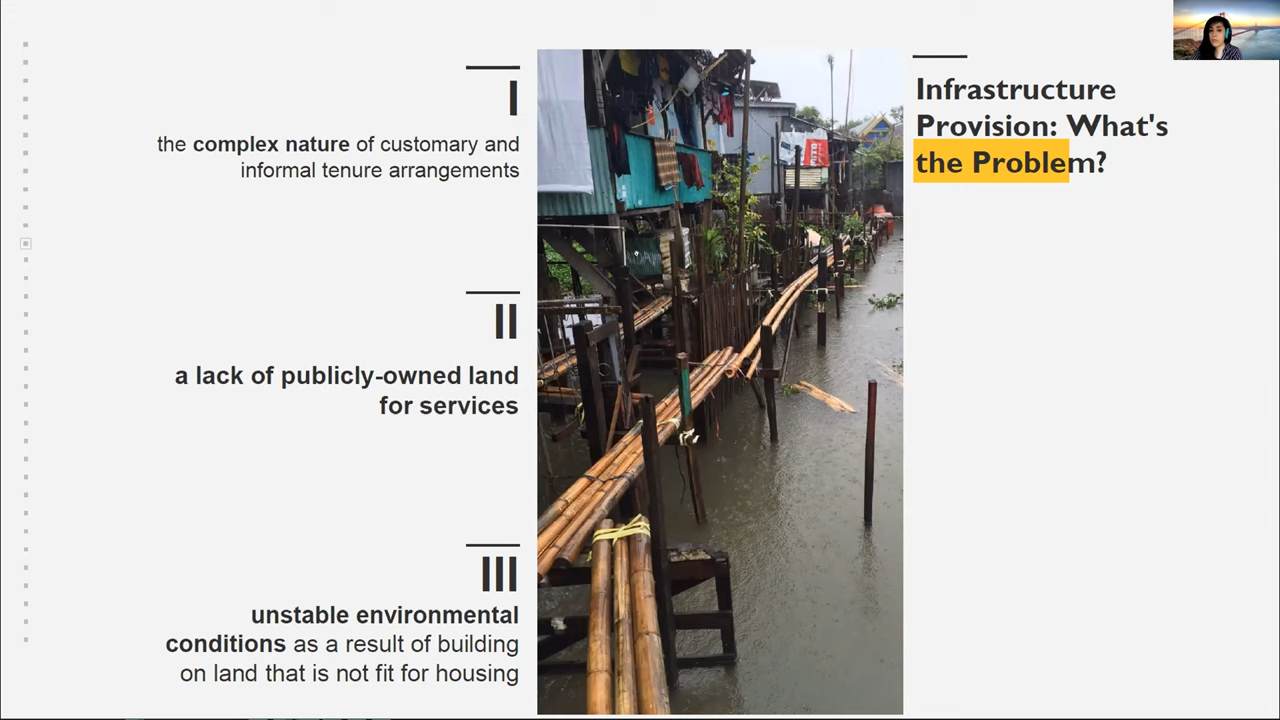 I
the complex nature of customary and
informal tenure arrangements
II
a lack of publicly-owned land
for services
III
unstable environmental
conditions as a result of building
on land that is not fit for housing
Infrastructure
Provision: What's
the Problem?